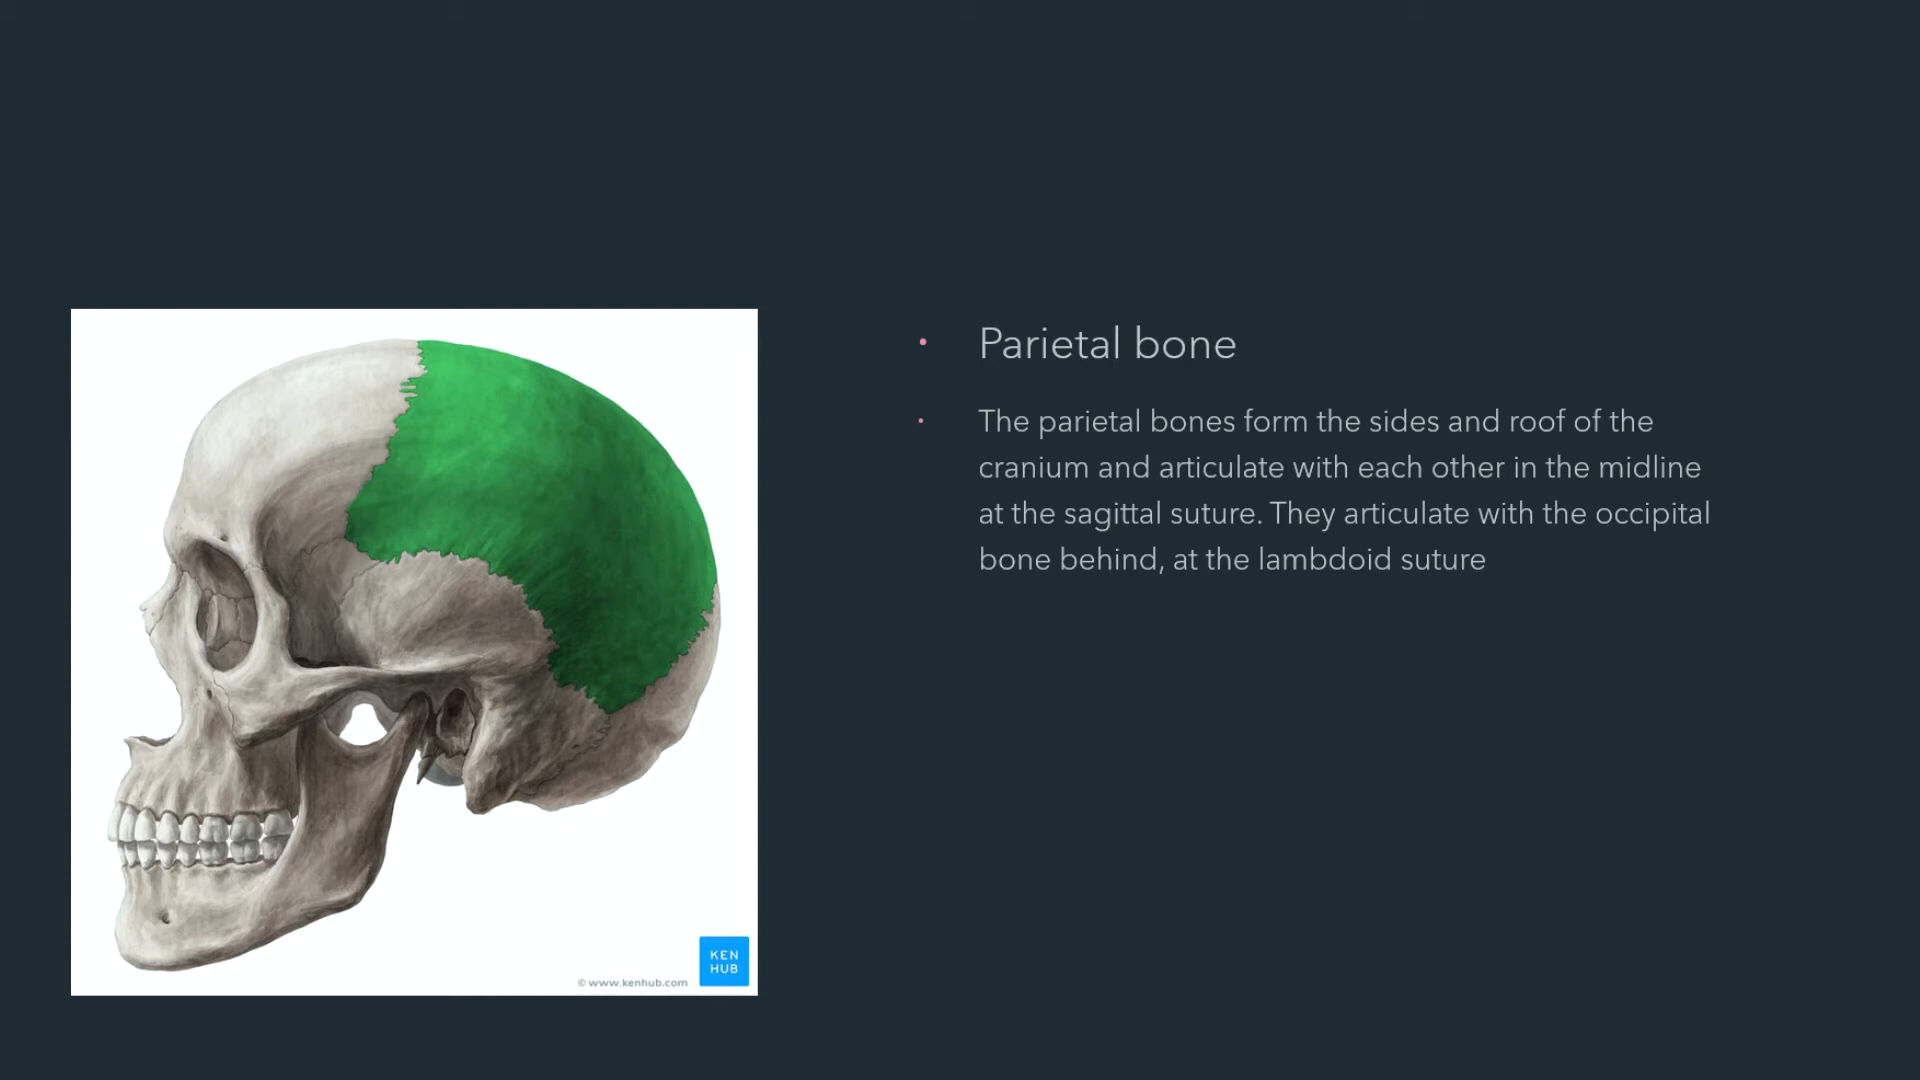 Parietal bone
The parietal bones form the sides and roof of the
cranium and articulate with each other in the midline
at the sagittal suture. They articulate with the occipital
bone behind, at the lambdoid suture
KEN
HUB
© www.kenhub.com